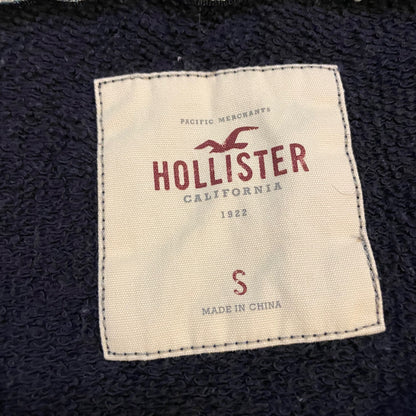 PACIFIC MERCHANTS
HOLLISTER
CALIFORNIA
1922
S
MADE IN CHINA